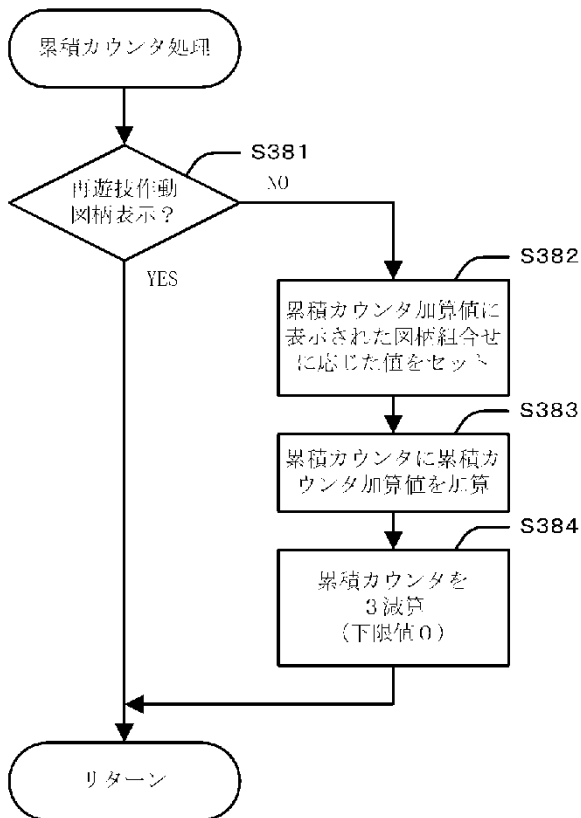 累積カウンタ処理
S381
再遊技作動
図柄表示？
NO
YES
S382
累積カウンタ加算値に
表示された図柄組合せ
に応じた値をセット
S383
累積カウンタに累積カ
ウンタ加算値を加算
S384
累積カウンタを
３減算
（下限値０）
リターン